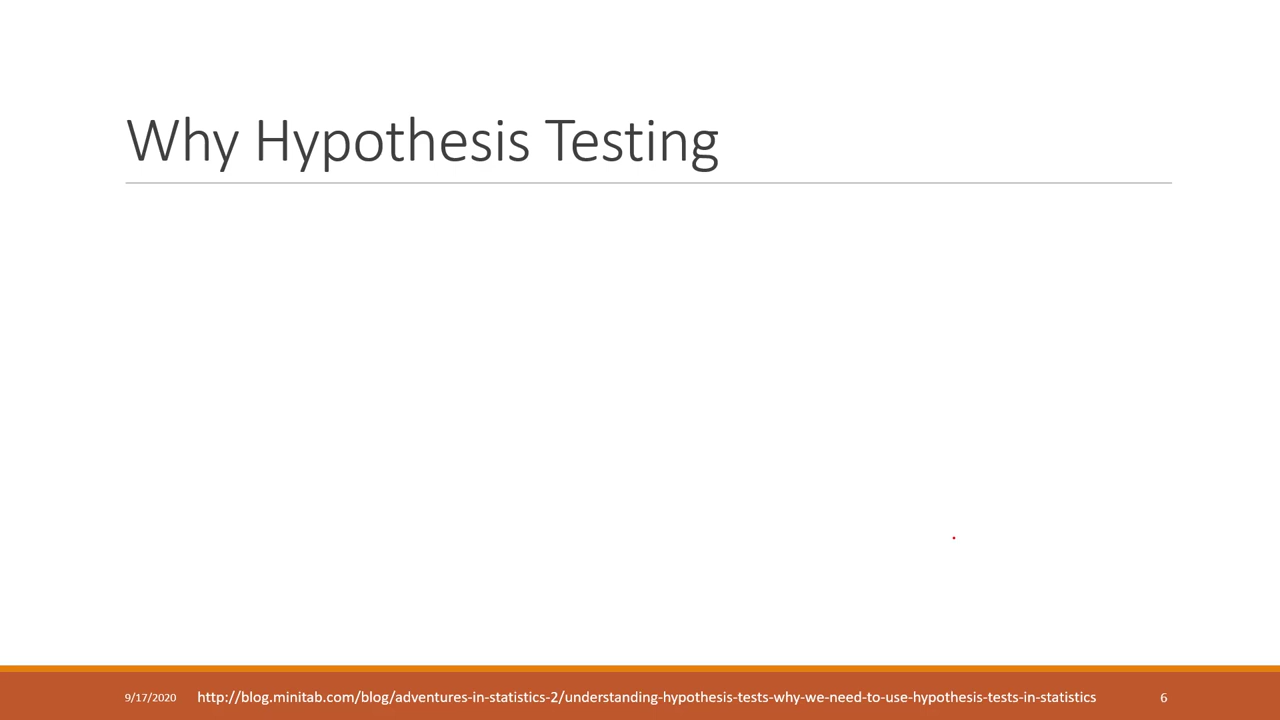 Why Hypothesis Testing
9/17/2020 http://blog.minitab.com/blog/adventures-in-statistics-2/understanding-hypothesis-tests-why-we-need-to-use-hypothesis-tests-in-statistics 6